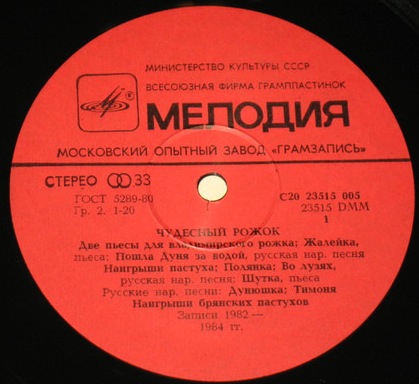 МИНИСТЕРСТВО КУЛЬТУРЫ СССР
ВСЕСОЮЗНАЯ ФИРМА ГРАМПЛАСТИНОК
МЕЛОДИЯ
МОСКОВСКИЙ ОПЫТНЫЙ ЗАВОД «ГРАМЗАПИСЬ»
СТЕРЕО 33
ГОСТ 5289-80
Гр. 2. 1-20
С20 23515 005
23515 DMM
1
ЧУДЕСНЫЙ РОЖОК
Две пьесы для владимирского рожка; Жалейка,
пьеса; Пошла Дуня за водой, русская нар. песня
Наигрыши пастуха; Полянка; Во лузях,
русская нар. песня; Шутка, пьеса
Русские нар. песни: Дунюшка; Тимоня
Наигрыши брянских пастухов
Записи 1982—
1984 гг.